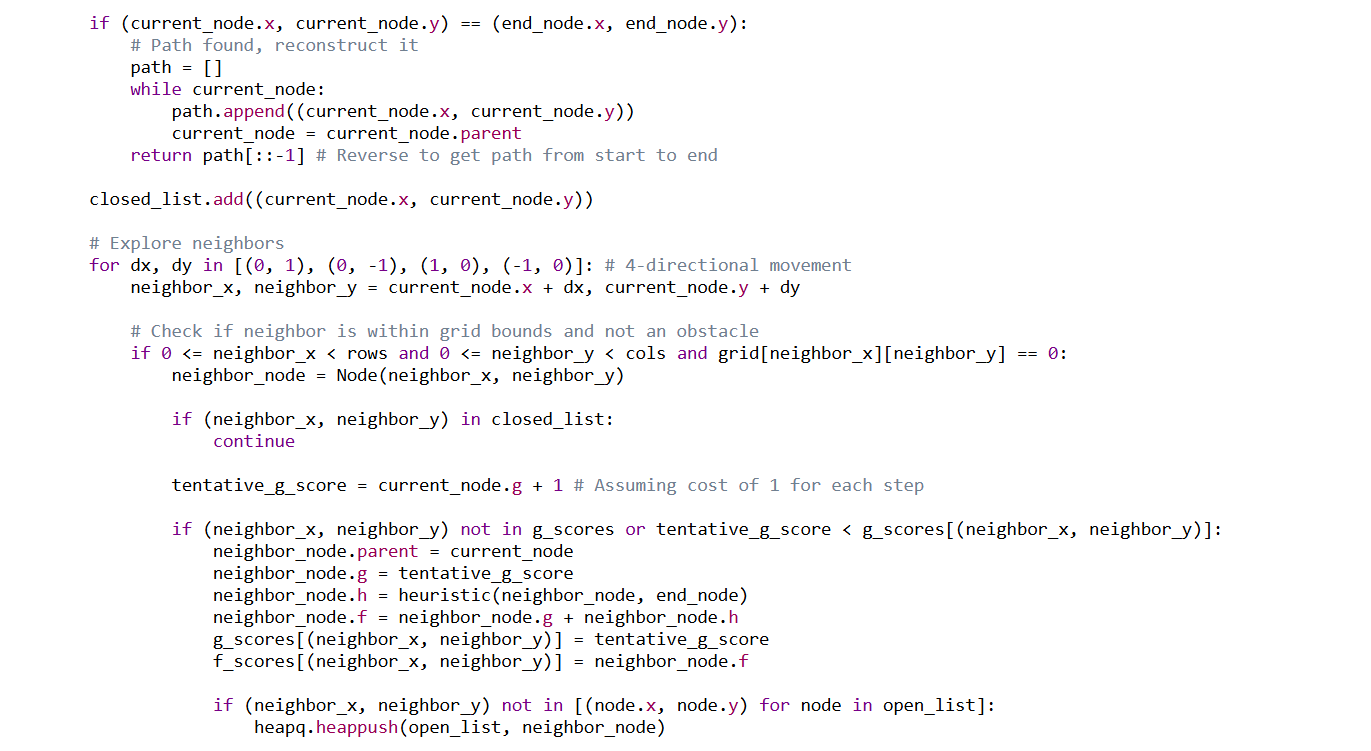 if (current_node.x, current_node.y) == (end_node.x, end_node.y):
    # Path found, reconstruct it
    path = []
    while current_node:
        path.append((current_node.x, current_node.y))
        current_node = current_node.parent
    return path[::-1] # Reverse to get path from start to end

closed_list.add((current_node.x, current_node.y))

# Explore neighbors
for dx, dy in [(0, 1), (0, -1), (1, 0), (-1, 0)]: # 4-directional movement
    neighbor_x, neighbor_y = current_node.x + dx, current_node.y + dy

    # Check if neighbor is within grid bounds and not an obstacle
    if 0 <= neighbor_x < rows and 0 <= neighbor_y < cols and grid[neighbor_x][neighbor_y] == 0:
        neighbor_node = Node(neighbor_x, neighbor_y)

        if (neighbor_x, neighbor_y) in closed_list:
            continue

        tentative_g_score = current_node.g + 1 # Assuming cost of 1 for each step

        if (neighbor_x, neighbor_y) not in g_scores or tentative_g_score < g_scores[(neighbor_x, neighbor_y)]:
            neighbor_node.parent = current_node
            neighbor_node.g = tentative_g_score
            neighbor_node.h = heuristic(neighbor_node, end_node)
            neighbor_node.f = neighbor_node.g + neighbor_node.h
            g_scores[(neighbor_x, neighbor_y)] = tentative_g_score
            f_scores[(neighbor_x, neighbor_y)] = neighbor_node.f

            if (neighbor_x, neighbor_y) not in [(node.x, node.y) for node in open_list]:
                heapq.heappush(open_list, neighbor_node)